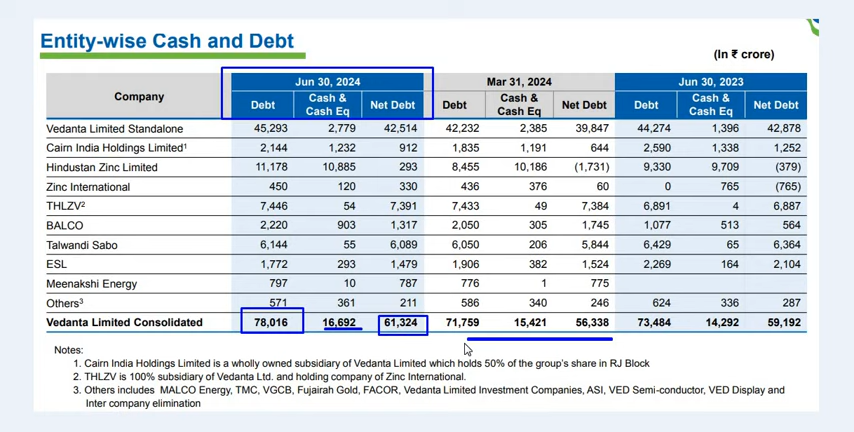 Entity-wise Cash and Debt
(In ₹ crore)
Company Jun 30, 2024 Mar 31, 2024 Jun 30, 2023
Debt Cash & Cash Eq Net Debt Debt Cash & Cash Eq Net Debt Debt Cash & Cash Eq Net Debt
Vedanta Limited Standalone 45,293 2,779 42,514 42,232 2,385 39,847 44,274 1,396 42,878
Cairn India Holdings Limited¹ 2,144 1,232 912 1,835 1,191 644 2,590 1,338 1,252
Hindustan Zinc Limited 11,178 10,885 293 8,455 10,186 (1,731) 9,330 9,709 (379)
Zinc International 450 120 330 436 376 60 0 765 (765)
THLZV² 7,446 54 7,391 7,433 49 7,384 6,891 4 6,887
BALCO 2,220 903 1,317 2,050 305 1,745 1,077 513 564
Talwandi Sabo 6,144 55 6,089 6,050 206 5,844 6,429 65 6,364
ESL 1,772 293 1,479 1,906 382 1,524 2,269 164 2,104
Meenakshi Energy 797 10 787 776 1 775
Others³ 571 361 211 586 340 246 624 336 287
Vedanta Limited Consolidated 78,016 16,692 61,324 71,759 15,421 56,338 73,484 14,292 59,192
Notes:
1. Cairn India Holdings Limited is a wholly owned subsidiary of Vedanta Limited which holds 50% of the group's share in RJ Block
2. THLZV is 100% subsidiary of Vedanta Ltd. and holding company of Zinc International.
3. Others includes MALCO Energy, TMC, VGCB, Fujairah Gold, FACOR, Vedanta Limited Investment Companies, ASI, VED Semi-conductor, VED Display and
Inter company elimination